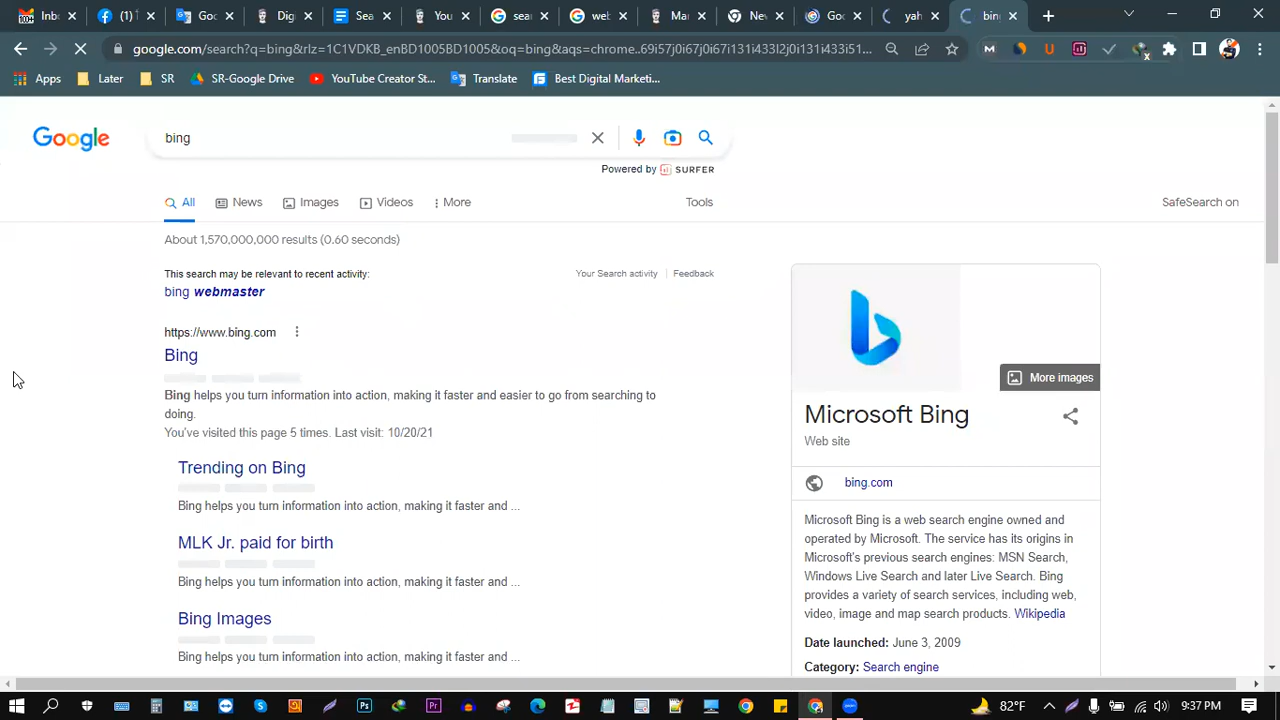 Inb
(1)
Goc
Dig
Sea
You
sear
wek
Mar
Nev
Goc
yah
bing
google.com/search?q=bing&rlz=1C1VDKB_enBD1005BD1005&oq=bing&aqs=chrome..69i57j0i67j0i67i131i433l2j0i131i433i51...
Apps
Later
SR
SR-Google Drive
YouTube Creator St...
Translate
Best Digital Marketi...
Google
bing
Powered by SURFER
All
News
Images
Videos
More
Tools
SafeSearch on
About 1,570,000,000 results (0.60 seconds)
This search may be relevant to recent activity:
Your Search activity
Feedback
bing webmaster
https://www.bing.com
Bing
Bing helps you turn information into action, making it faster and easier to go from searching to
doing.
You've visited this page 5 times. Last visit: 10/20/21
Trending on Bing
Bing helps you turn information into action, making it faster and ...
MLK Jr. paid for birth
Bing helps you turn information into action, making it faster and ...
Bing Images
Bing helps you turn information into action, making it faster and ...
More images
Microsoft Bing
Web site
bing.com
Microsoft Bing is a web search engine owned and
operated by Microsoft. The service has its origins in
Microsoft's previous search engines: MSN Search,
Windows Live Search and later Live Search. Bing
provides a variety of search services, including web,
video, image and map search products. Wikipedia
Date launched: June 3, 2009
Category: Search engine
82°F
9:37 PM